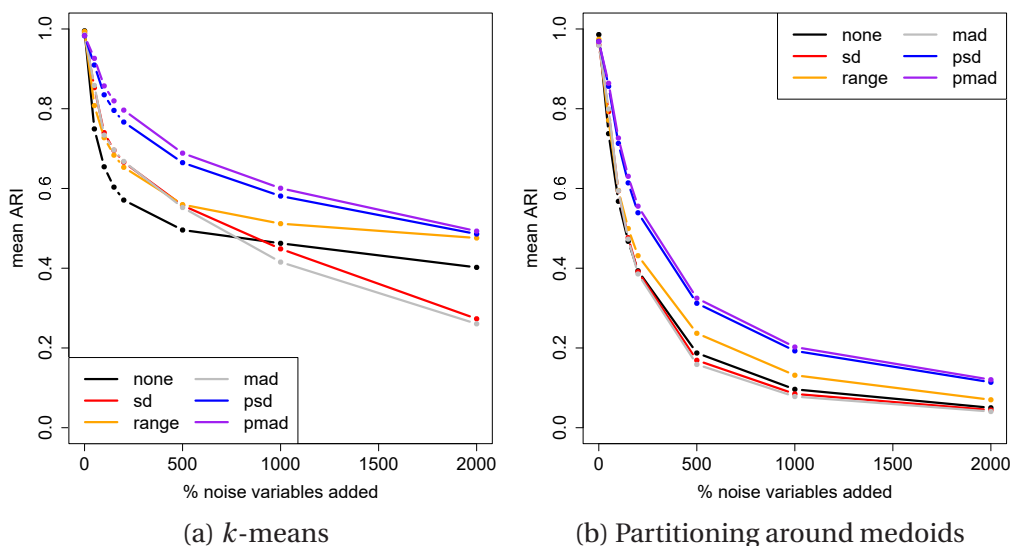 1.0
0.8
0.6
0.4
0.2
0.0
mean ARI
none
sd
range
mad
psd
pmad
0 500 1000 1500 2000
% noise variables added
(a) k-means
1.0
0.8
0.6
0.4
0.2
0.0
mean ARI
none
sd
range
mad
psd
pmad
0 500 1000 1500 2000
% noise variables added
(b) Partitioning around medoids